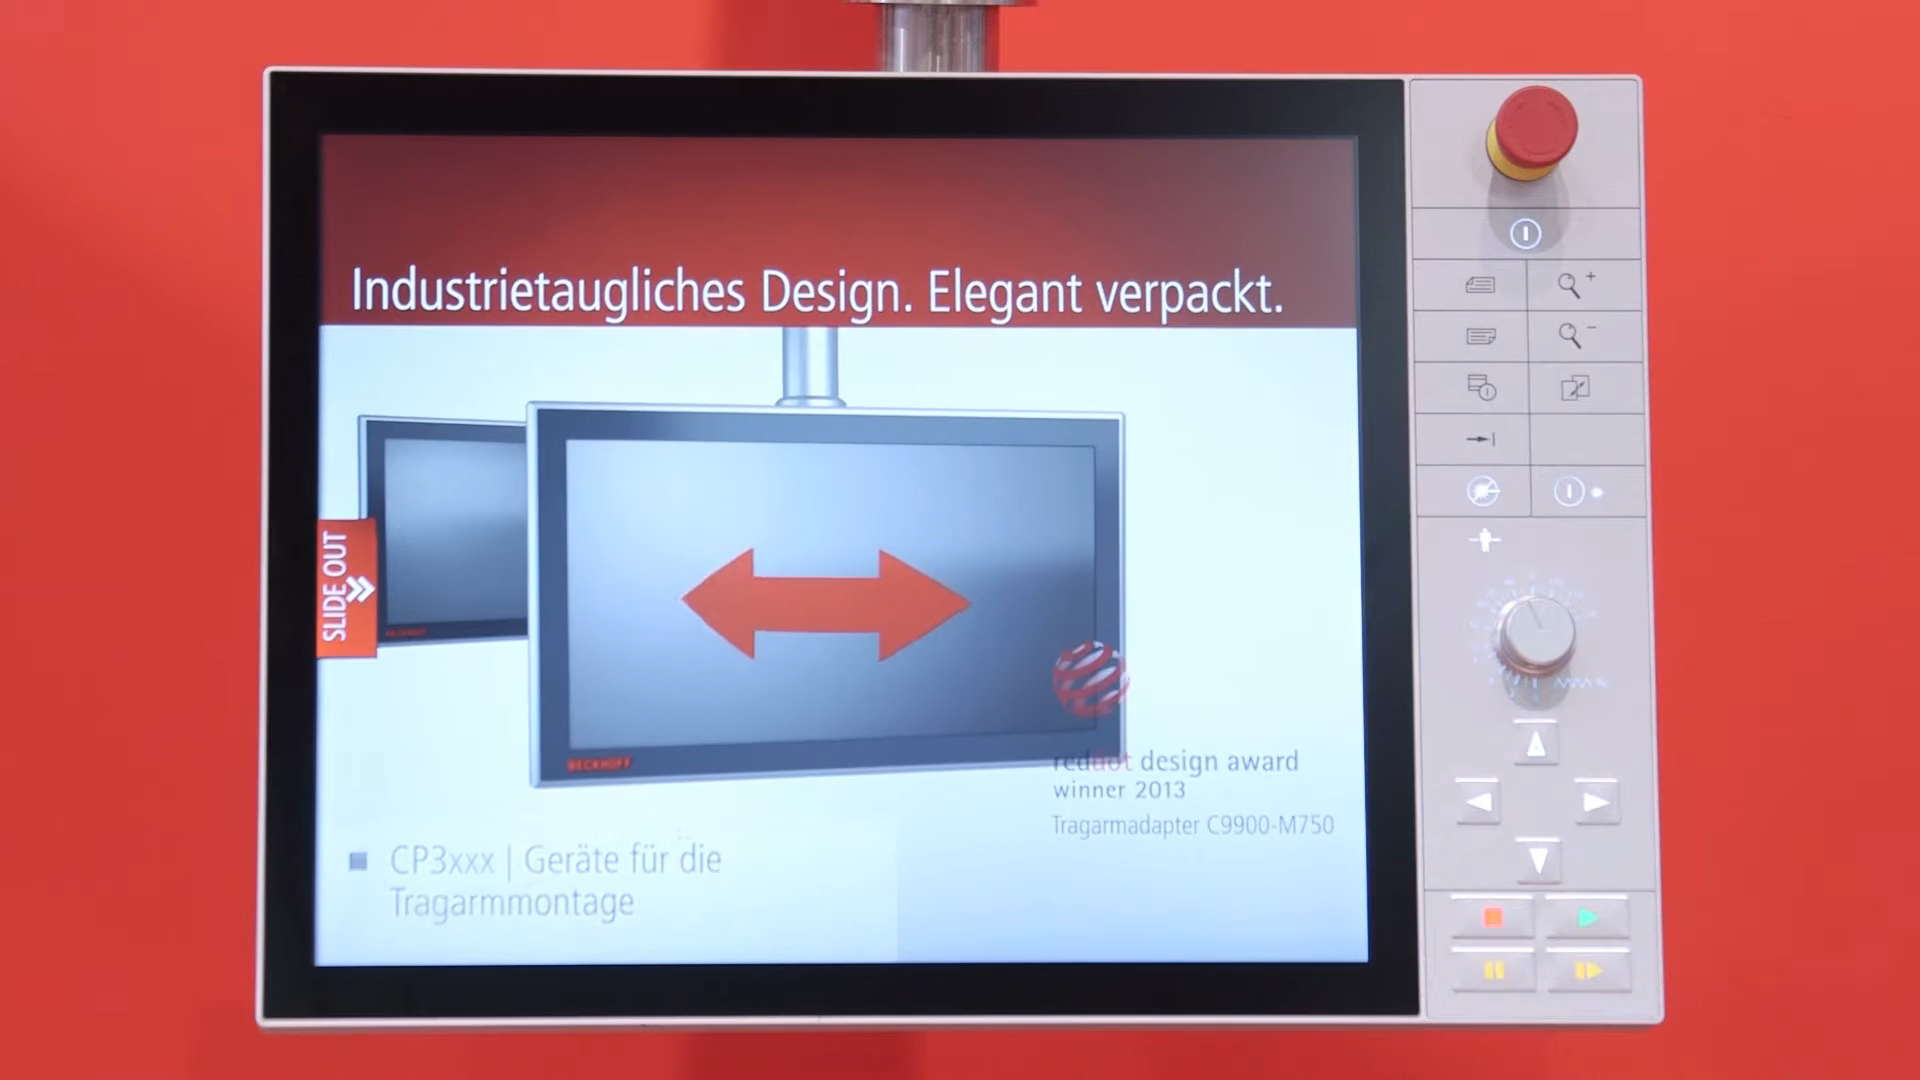 Industrietaugliches Design. Elegant verpackt.
SLIDE OUT
BECKHOFF
BECKHOFF
reddot design award
winner 2013
Tragarmadapter C9900-M750
CP3xxx | Geräte für die
Tragarmmontage